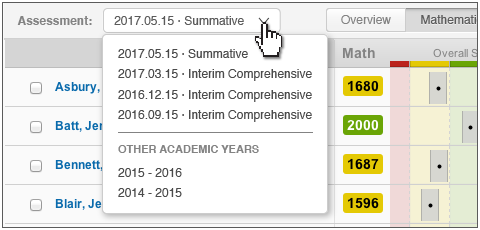 Assessment: 2017.05.15 · Summative Overview Mathematic
2017.05.15 · Summative
2017.03.15 · Interim Comprehensive
2016.12.15 · Interim Comprehensive
2016.09.15 · Interim Comprehensive
OTHER ACADEMIC YEARS
2015 - 2016
2014 - 2015
Math Overall S
Asbury, 1680
Batt, Jer 2000
Bennett, 1687
Blair, Je 1596